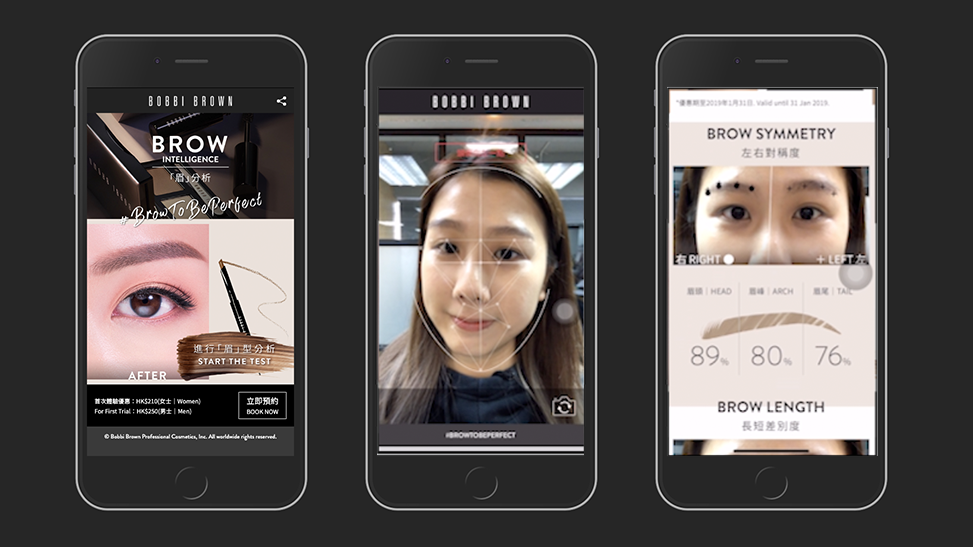 BOBBI BROWN
BROW
INTELLIGENCE
「眉」分析
#BrowToBePerfect
進行「眉」型分析
START THE TEST
AFTER
首次體驗優惠：HK$210(女士｜Women)
For First Trial：HK$250(男士｜Men)
立即預約
BOOK NOW
© Bobbi Brown Professional Cosmetics, Inc. All worldwide rights reserved.
BOBBI BROWN
#BROWTOBEPERFECT
*優惠期至2019年1月31日. Valid until 31 Jan 2019.
BROW SYMMETRY
左右對稱度
右 RIGHT
+ LEFT 左
眉頭｜HEAD
眉峰｜ARCH
眉尾｜TAIL
89%
80%
76%
BROW LENGTH
長短差別度